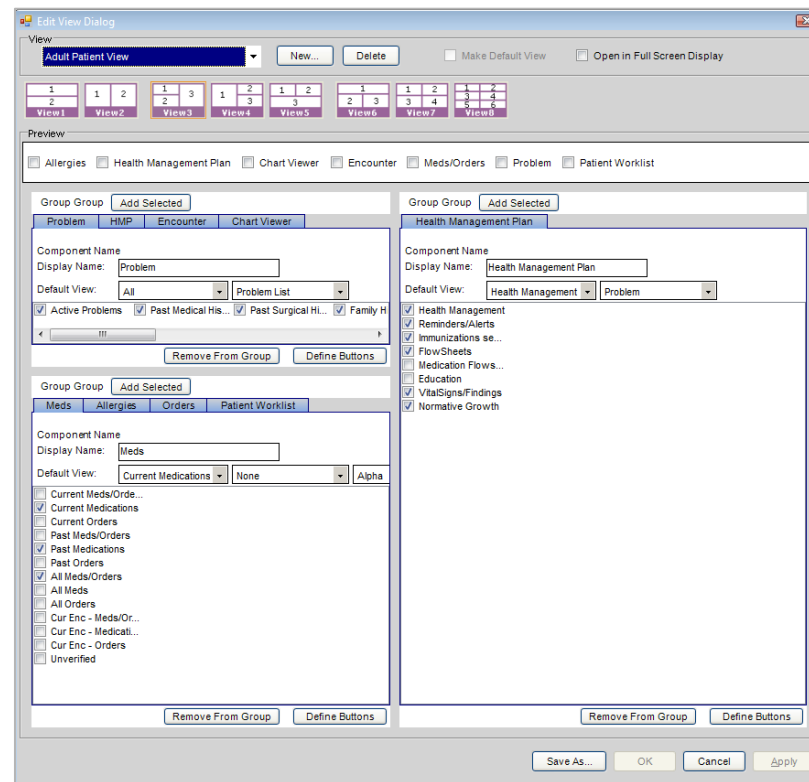 Edit View Dialog
View
Adult Patient View New... Delete Make Default View Open in Full Screen Display
1 2 View1
1 2 View2
1 2 3 View3
1 2 3 View4
1 2 3 View5
1 2 3 View6
1 2 3 4 View7
1 2 3 4 5 6 View8
Preview
Allergies Health Management Plan Chart Viewer Encounter Meds/Orders Problem Patient Worklist
Group Group Add Selected
Problem HMP Encounter Chart Viewer
Component Name
Display Name: Problem
Default View: All Problem List
Active Problems Past Medical His... Past Surgical Hi... Family H
Remove From Group Define Buttons
Group Group Add Selected
Meds Allergies Orders Patient Worklist
Component Name
Display Name: Meds
Default View: Current Medications None Alpha
Current Meds/Orde...
Current Medications
Current Orders
Past Meds/Orders
Past Medications
Past Orders
All Meds/Orders
All Meds
All Orders
Cur Enc - Meds/Or...
Cur Enc - Medicati...
Cur Enc - Orders
Unverified
Remove From Group Define Buttons
Group Group Add Selected
Health Management Plan
Component Name
Display Name: Health Management Plan
Default View: Health Management Problem
Health Management
Reminders/Alerts
Immunizations se...
FlowSheets
Medication Flows...
Education
VitalSigns/Findings
Normative Growth
Remove From Group Define Buttons
Save As... OK Cancel Apply